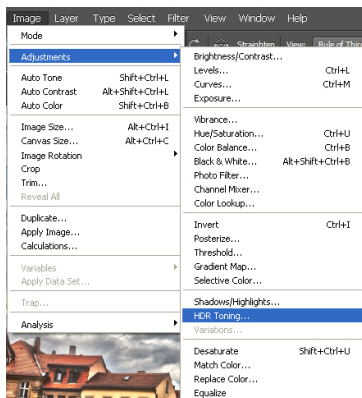 Image Layer Type Select Filter View Window Help
Straighten View: Rule of Thir
Mode
Adjustments
Auto Tone Shift+Ctrl+L
Auto Contrast Alt+Shift+Ctrl+L
Auto Color Shift+Ctrl+B
Image Size... Alt+Ctrl+I
Canvas Size... Alt+Ctrl+C
Image Rotation
Crop
Trim...
Reveal All
Duplicate...
Apply Image...
Calculations...
Variables
Apply Data Set...
Trap...
Analysis
Brightness/Contrast...
Levels... Ctrl+L
Curves... Ctrl+M
Exposure...
Vibrance...
Hue/Saturation... Ctrl+U
Color Balance... Ctrl+B
Black & White... Alt+Shift+Ctrl+B
Photo Filter...
Channel Mixer...
Color Lookup...
Invert Ctrl+I
Posterize...
Threshold...
Gradient Map...
Selective Color...
Shadows/Highlights...
HDR Toning...
Variations...
Desaturate Shift+Ctrl+U
Match Color...
Replace Color...
Equalize